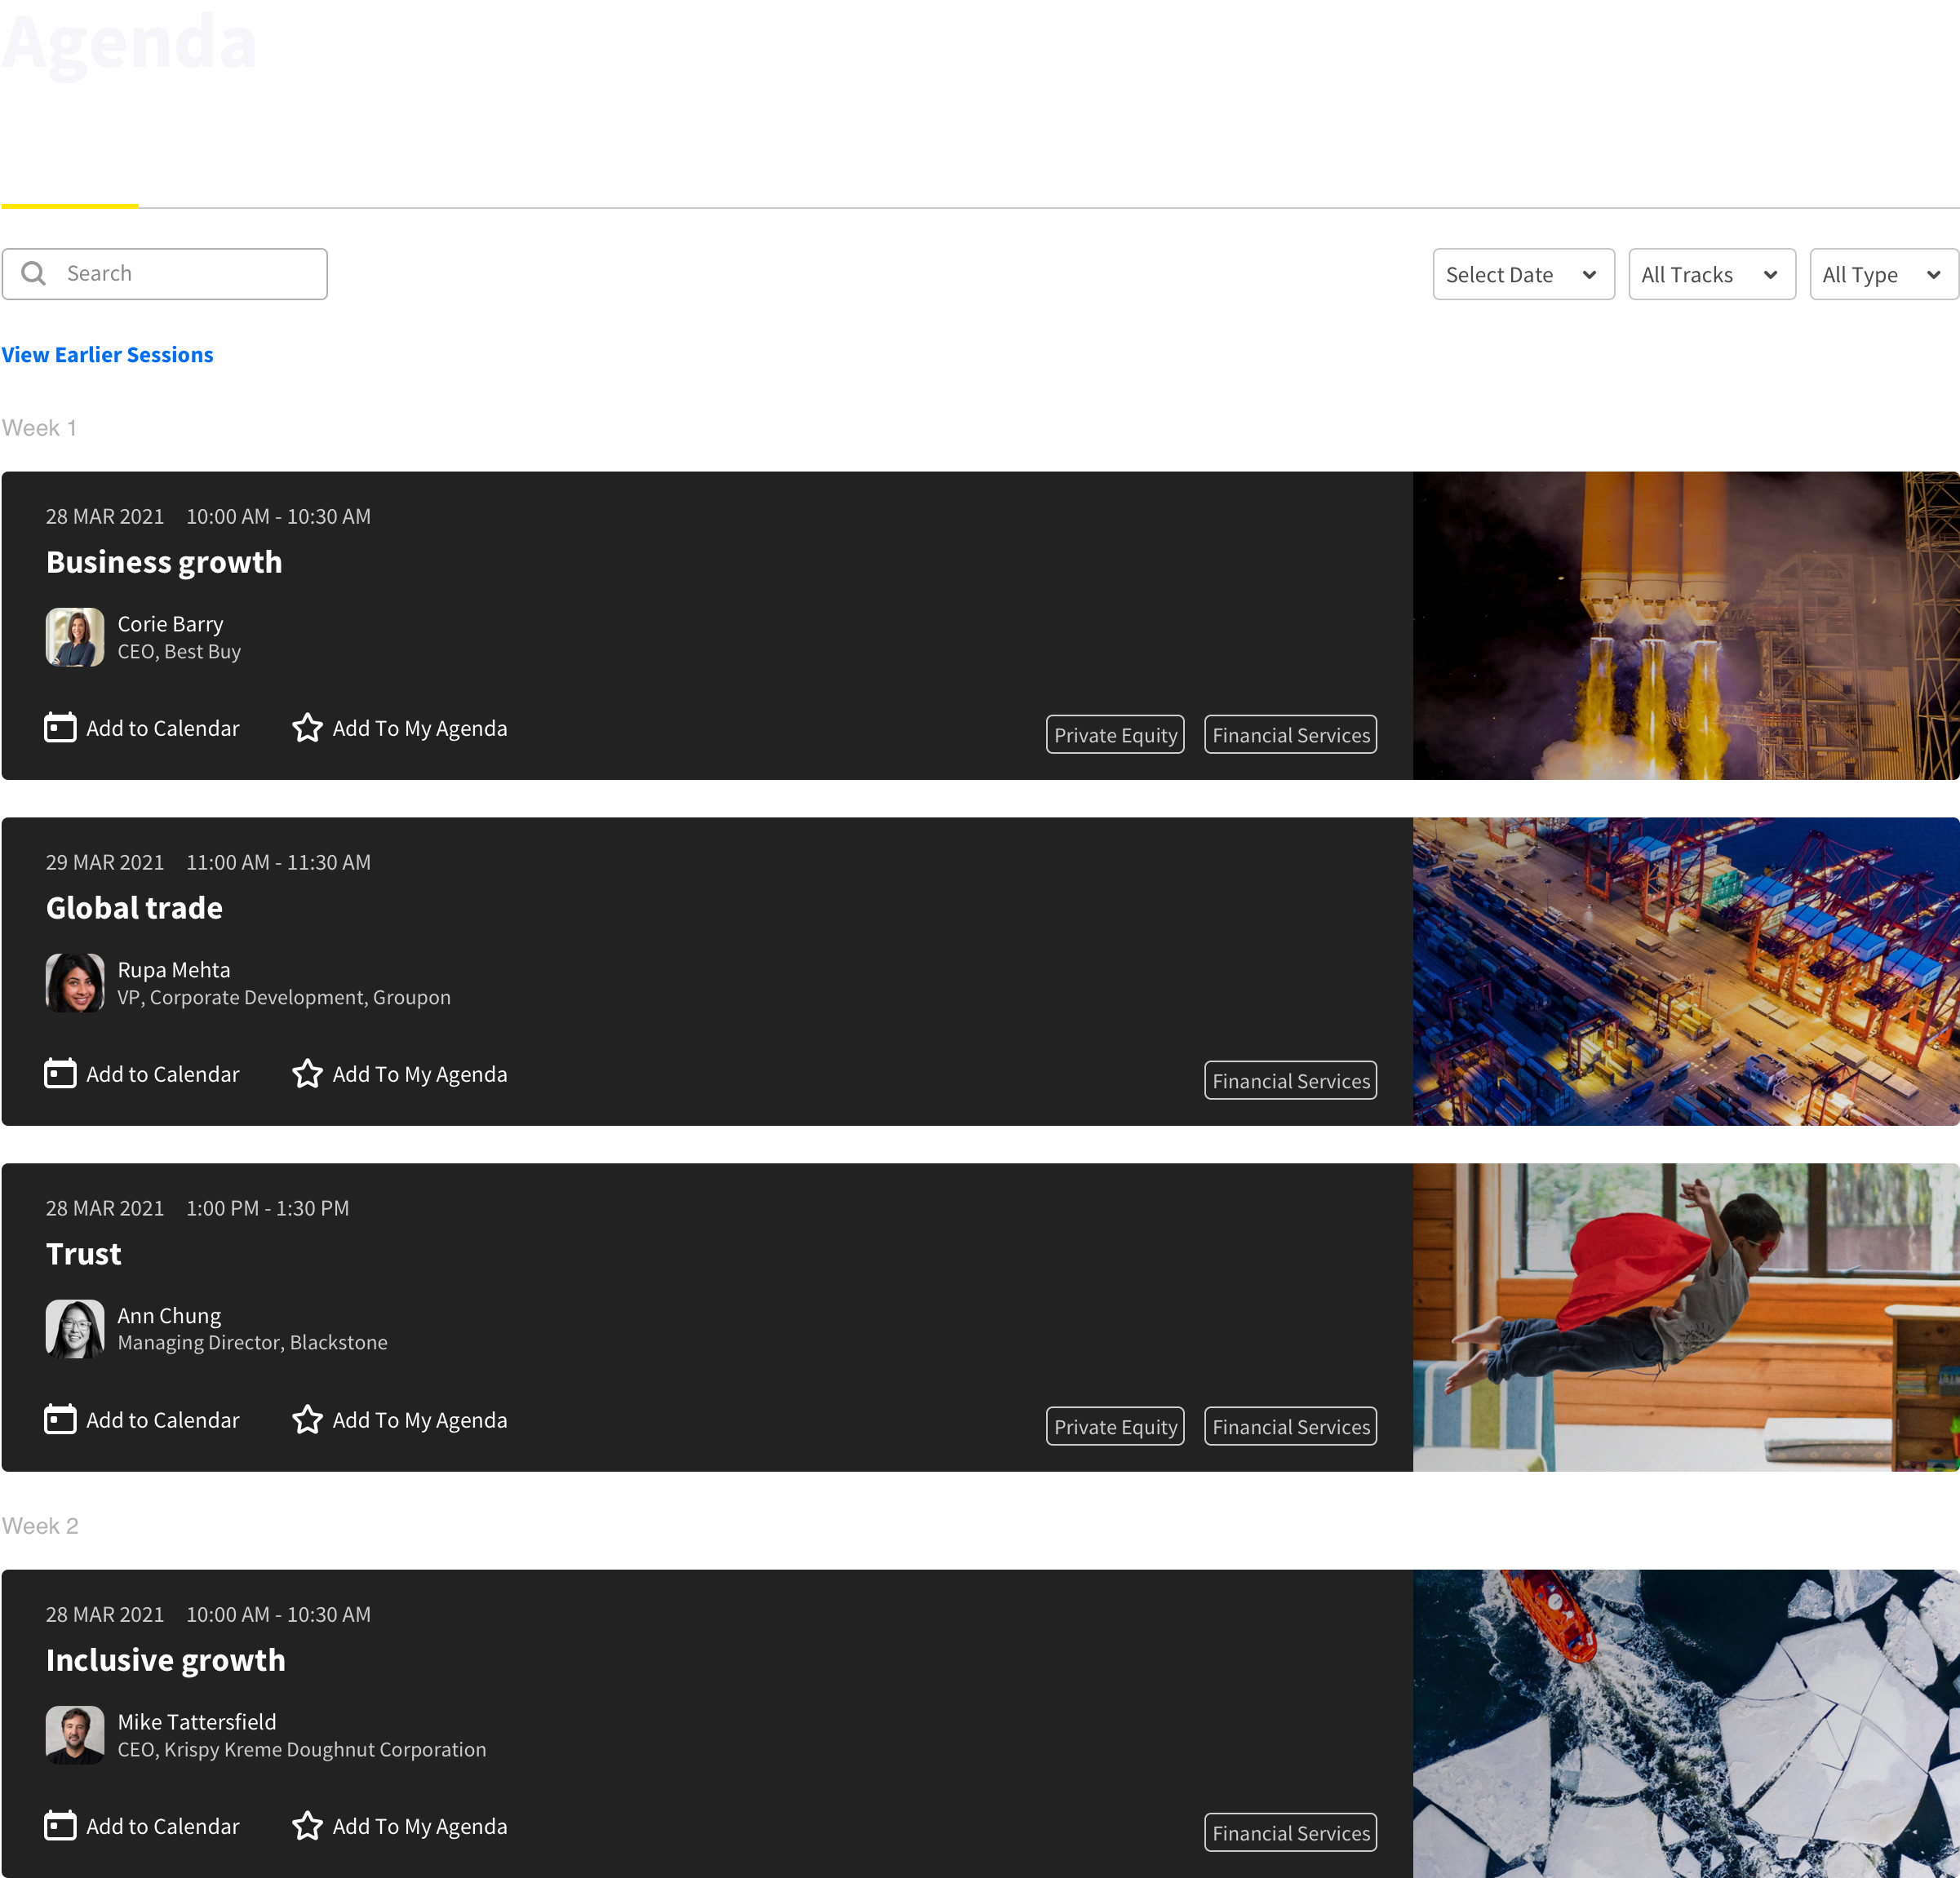 Agenda
Search
Select Date
All Tracks
All Type
View Earlier Sessions
Week 1
28 MAR 2021 10:00 AM - 10:30 AM
Business growth
Corie Barry
CEO, Best Buy
Add to Calendar
Add To My Agenda
Private Equity
Financial Services
29 MAR 2021 11:00 AM - 11:30 AM
Global trade
Rupa Mehta
VP, Corporate Development, Groupon
Add to Calendar
Add To My Agenda
Financial Services
28 MAR 2021 1:00 PM - 1:30 PM
Trust
Ann Chung
Managing Director, Blackstone
Add to Calendar
Add To My Agenda
Private Equity
Financial Services
Week 2
28 MAR 2021 10:00 AM - 10:30 AM
Inclusive growth
Mike Tattersfield
CEO, Krispy Kreme Doughnut Corporation
Add to Calendar
Add To My Agenda
Financial Services